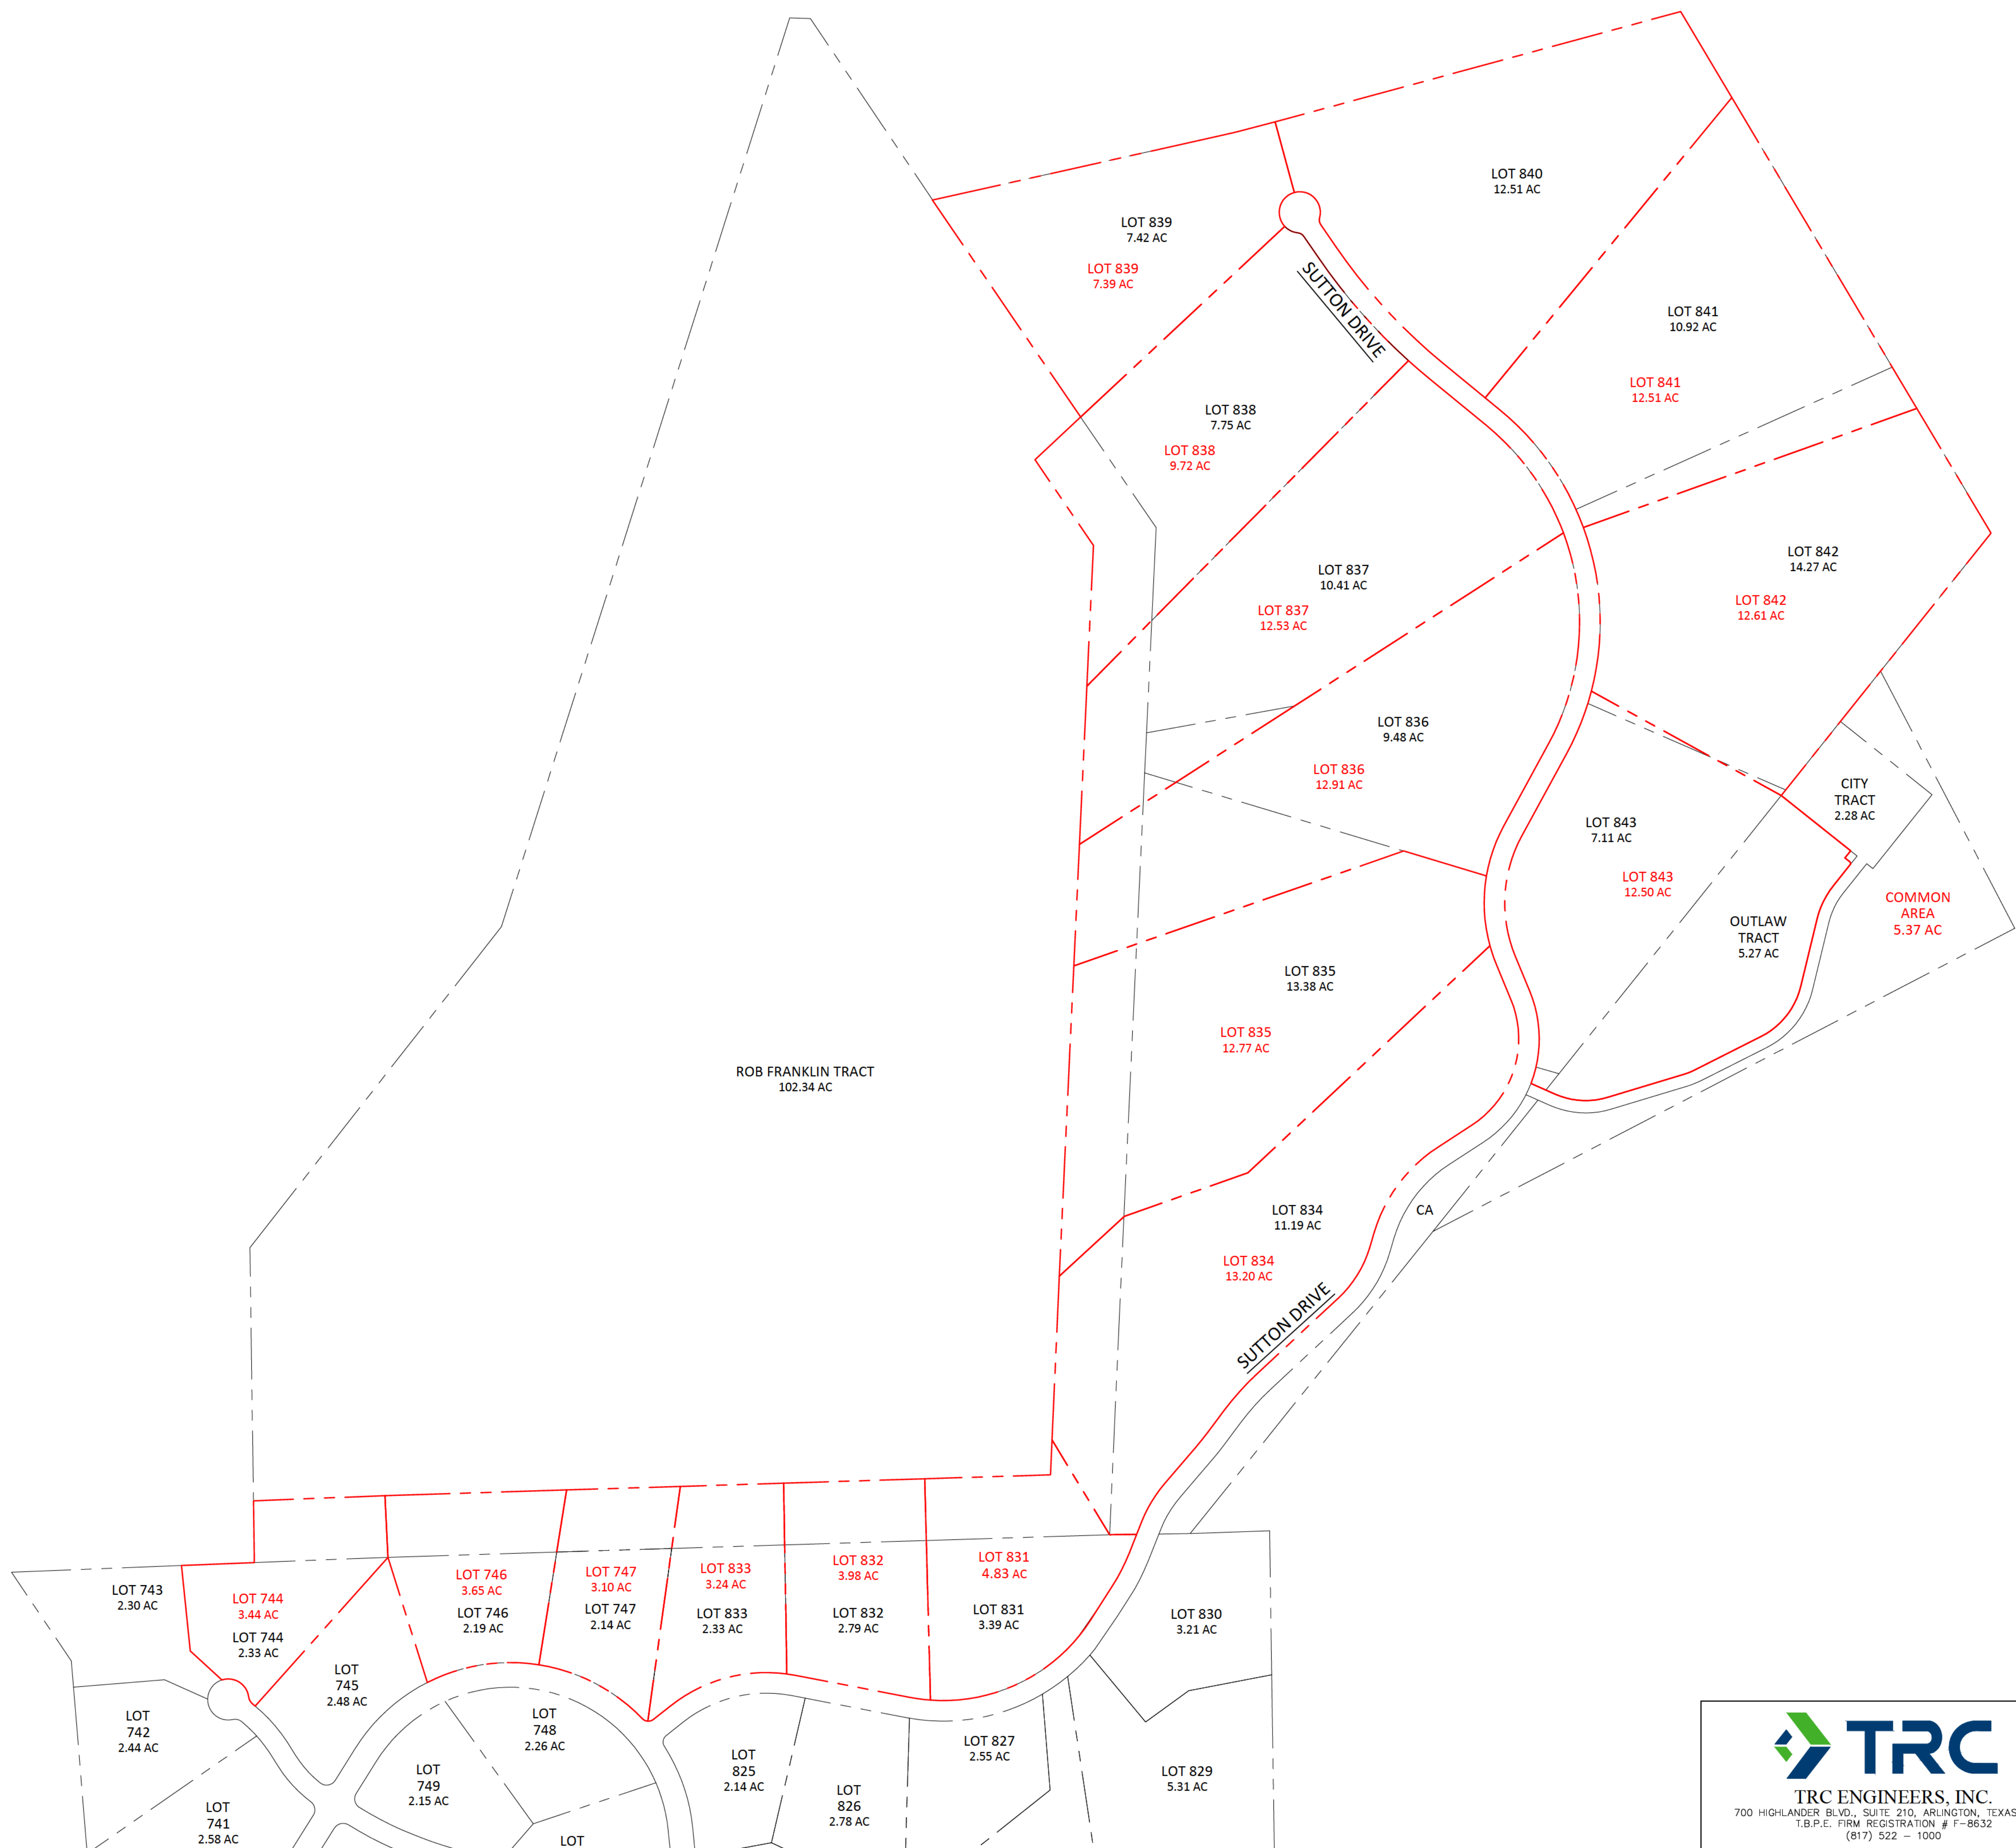 LOT 840
12.51 AC
LOT 839
7.42 AC
LOT 839
7.39 AC
SUTTON DRIVE
LOT 841
10.92 AC
LOT 841
12.51 AC
LOT 838
7.75 AC
LOT 838
9.72 AC
LOT 837
10.41 AC
LOT 837
12.53 AC
LOT 842
14.27 AC
LOT 842
12.61 AC
LOT 836
9.48 AC
LOT 836
12.91 AC
CITY
TRACT
2.28 AC
LOT 843
7.11 AC
LOT 843
12.50 AC
COMMON
AREA
5.37 AC
OUTLAW
TRACT
5.27 AC
LOT 835
13.38 AC
LOT 835
12.77 AC
ROB FRANKLIN TRACT
102.34 AC
LOT 834
11.19 AC
CA
LOT 834
13.20 AC
SUTTON DRIVE
LOT 743
2.30 AC
LOT 744
3.44 AC
LOT 744
2.33 AC
LOT 746
3.65 AC
LOT 746
2.19 AC
LOT 747
3.10 AC
LOT 747
2.14 AC
LOT 833
3.24 AC
LOT 833
2.33 AC
LOT 832
3.98 AC
LOT 832
2.79 AC
LOT 831
4.83 AC
LOT 831
3.39 AC
LOT 830
3.21 AC
LOT
745
2.48 AC
LOT
742
2.44 AC
LOT
748
2.26 AC
LOT
749
2.15 AC
LOT
825
2.14 AC
LOT
826
2.78 AC
LOT 827
2.55 AC
LOT 829
5.31 AC
LOT
741
2.58 AC
LOT
TRC
TRC ENGINEERS, INC.
700 HIGHLANDER BLVD., SUITE 210, ARLINGTON, TEXAS
T.B.P.E. FIRM REGISTRATION # F-8632
(817) 522 - 1000